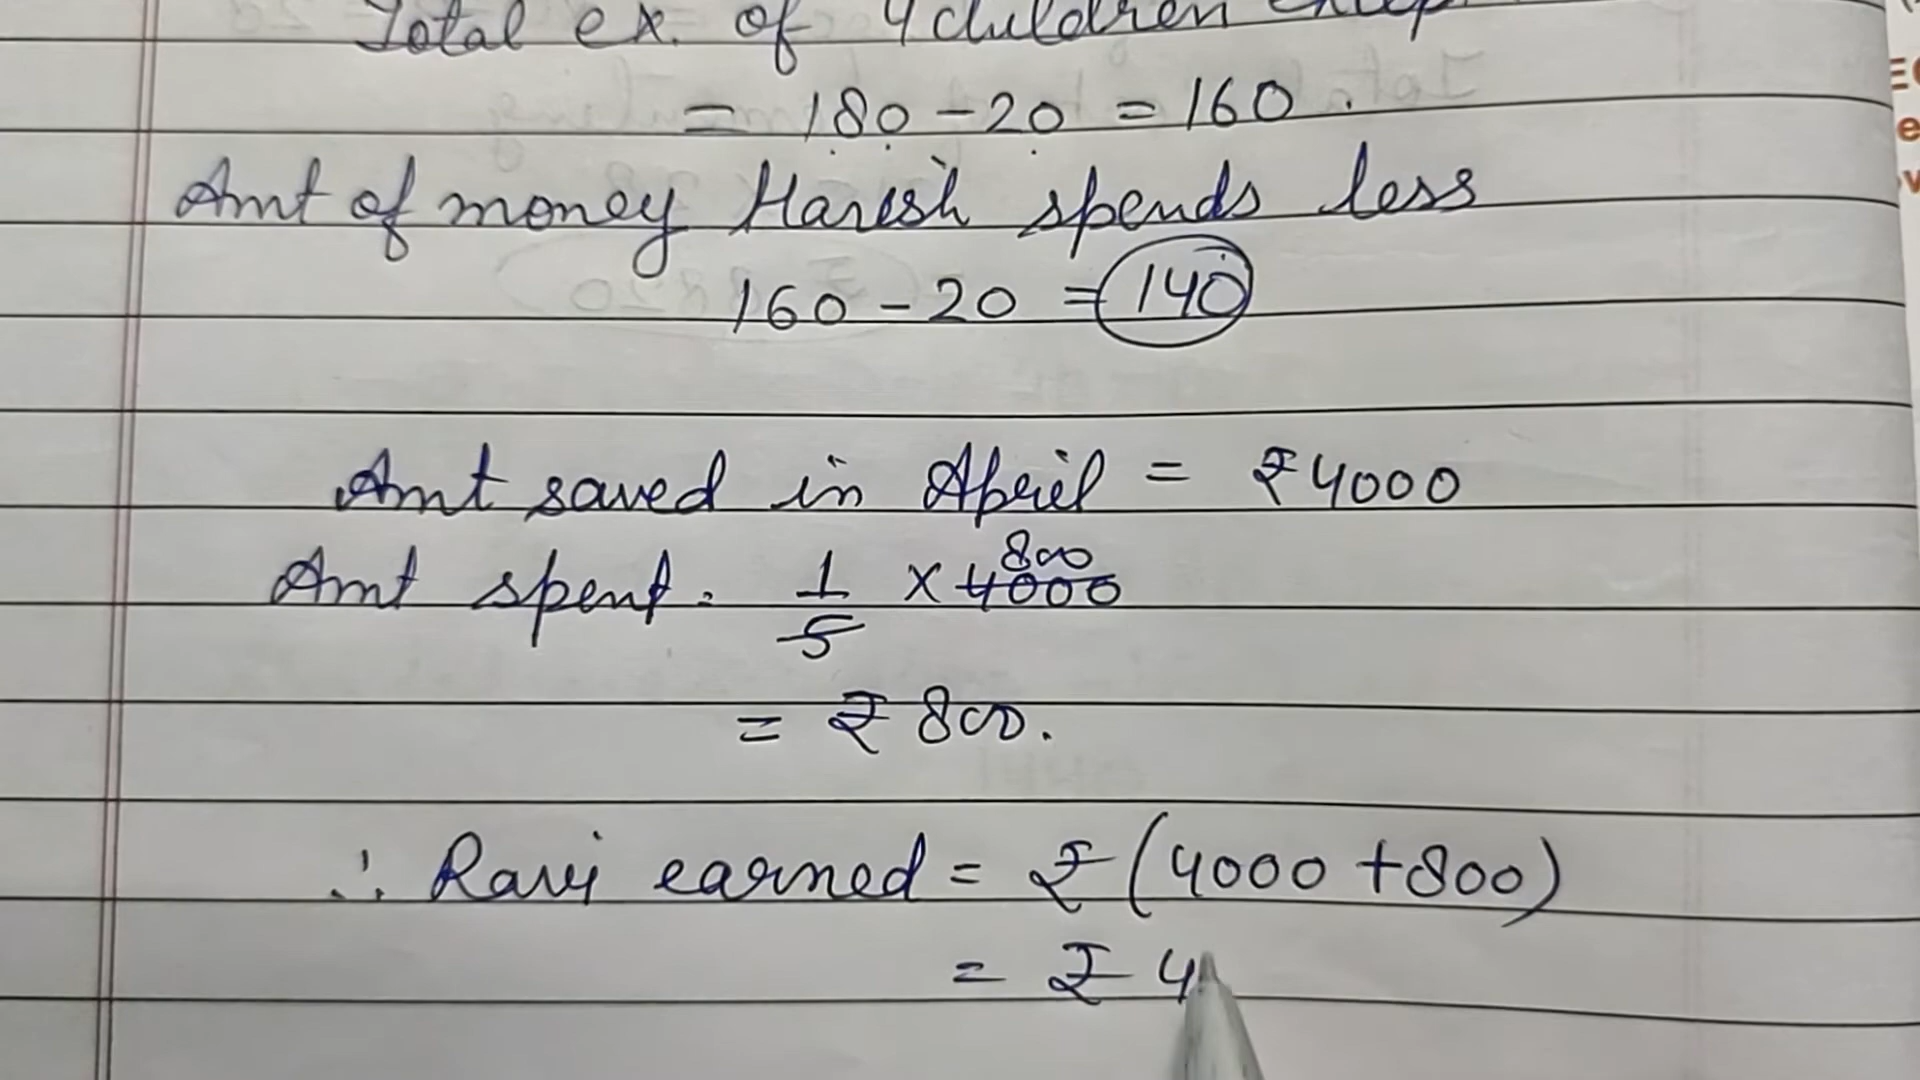 Total ex. of 4 children
= 180 - 20 = 160.
Amt of money Harish spends less
160 - 20 = 140
Amt saved in April = ₹4000
800
Amt spent = 1/5 × 4000
= ₹ 800.
∴ Ravi earned = ₹ (4000 + 800)
= ₹ 4